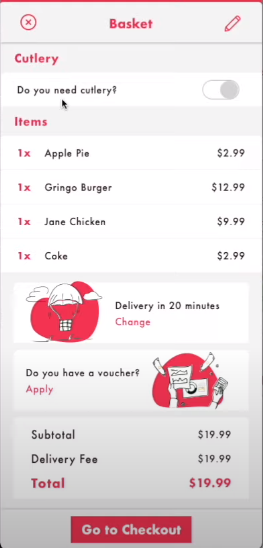 Basket
Cutlery
Do you need cutlery?
Items
1x Apple Pie $2.99
1x Gringo Burger $12.99
1x Jane Chicken $9.99
1x Coke $2.99
Delivery in 20 minutes
Change
Do you have a voucher?
Apply
Subtotal $19.99
Delivery Fee $19.99
Total $19.99
Go to Checkout